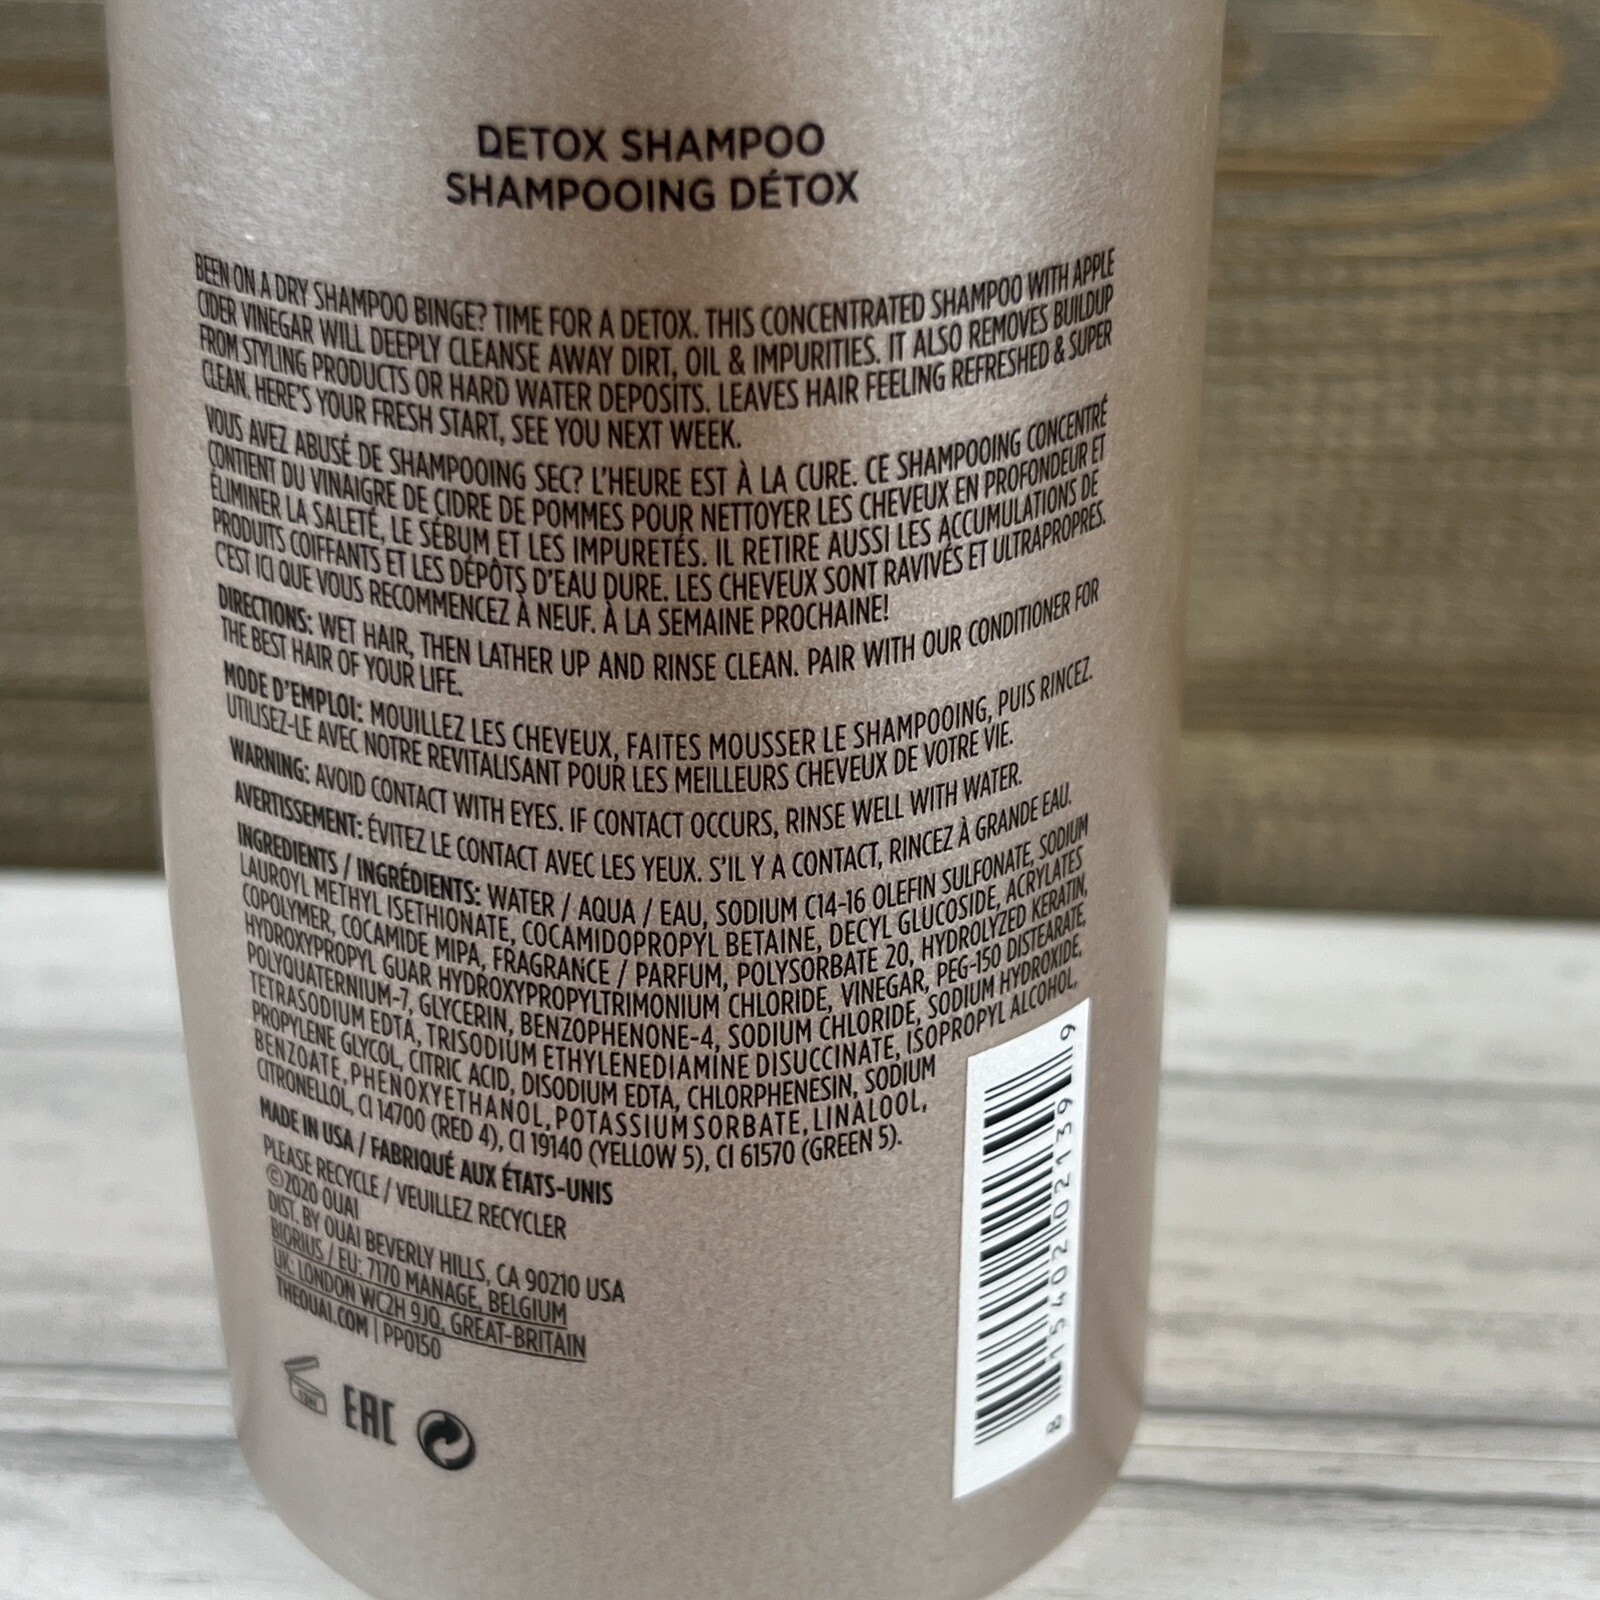 DETOX SHAMPOO
SHAMPOOING DÉTOX
BEEN ON A DRY SHAMPOO BINGE? TIME FOR A DETOX. THIS CONCENTRATED SHAMPOO WITH APPLE
CIDER VINEGAR WILL DEEPLY CLEANSE AWAY DIRT, OIL & IMPURITIES. IT ALSO REMOVES BUILDUP
FROM STYLING PRODUCTS OR HARD WATER DEPOSITS. LEAVES HAIR FEELING REFRESHED & SUPER
CLEAN. HERE'S YOUR FRESH START, SEE YOU NEXT WEEK.
VOUS AVEZ ABUSÉ DE SHAMPOOING SEC? L'HEURE EST À LA CURE. CE SHAMPOOING CONCENTRÉ
CONTIENT DU VINAIGRE DE CIDRE DE POMMES POUR NETTOYER LES CHEVEUX EN PROFONDEUR ET
ÉLIMINER LA SALETÉ, LE SÉBUM ET LES IMPURETÉS. IL RETIRE AUSSI LES ACCUMULATIONS DE
PRODUITS COIFFANTS ET LES DÉPÔTS D'EAU DURE. LES CHEVEUX SONT RAVIVÉS ET ULTRAPROPRES.
C'EST ICI QUE VOUS RECOMMENCEZ À NEUF. À LA SEMAINE PROCHAINE!
DIRECTIONS: WET HAIR, THEN LATHER UP AND RINSE CLEAN. PAIR WITH OUR CONDITIONER FOR
THE BEST HAIR OF YOUR LIFE.
MODE D'EMPLOI: MOUILLEZ LES CHEVEUX, FAITES MOUSSER LE SHAMPOOING, PUIS RINCEZ.
UTILISEZ-LE AVEC NOTRE REVITALISANT POUR LES MEILLEURS CHEVEUX DE VOTRE VIE.
WARNING: AVOID CONTACT WITH EYES. IF CONTACT OCCURS, RINSE WELL WITH WATER.
AVERTISSEMENT: ÉVITEZ LE CONTACT AVEC LES YEUX. S'IL Y A CONTACT, RINCEZ À GRANDE EAU.
INGREDIENTS / INGRÉDIENTS: WATER / AQUA / EAU, SODIUM C14-16 OLEFIN SULFONATE, SODIUM
LAUROYL METHYL ISETHIONATE, COCAMIDOPROPYL BETAINE, DECYL GLUCOSIDE, ACRYLATES
COPOLYMER, COCAMIDE MIPA, FRAGRANCE / PARFUM, POLYSORBATE 20, HYDROLYZED KERATIN,
HYDROXYPROPYL GUAR HYDROXYPROPYLTRIMONIUM CHLORIDE, VINEGAR, PEG-150 DISTEARATE,
POLYQUATERNIUM-7, GLYCERIN, BENZOPHENONE-4, SODIUM CHLORIDE, SODIUM HYDROXIDE,
TETRASODIUM EDTA, TRISODIUM ETHYLENEDIAMINE DISUCCINATE, ISOPROPYL ALCOHOL,
PROPYLENE GLYCOL, CITRIC ACID, DISODIUM EDTA, CHLORPHENESIN, SODIUM
BENZOATE, PHENOXYETHANOL, POTASSIUM SORBATE, LINALOOL,
CITRONELLOL, CI 14700 (RED 4), CI 19140 (YELLOW 5), CI 61570 (GREEN 5).
MADE IN USA / FABRIQUÉ AUX ÉTATS-UNIS
PLEASE RECYCLE / VEUILLEZ RECYCLER
©2020 OUAI
DIST. BY OUAI BEVERLY HILLS, CA 90210 USA
BIORIUS / EU: 7170 MANAGE, BELGIUM
UK: LONDON WC2H 9JQ, GREAT-BRITAIN
THEOUAI.COM | PP0150
EAC
8 15402 02139 9